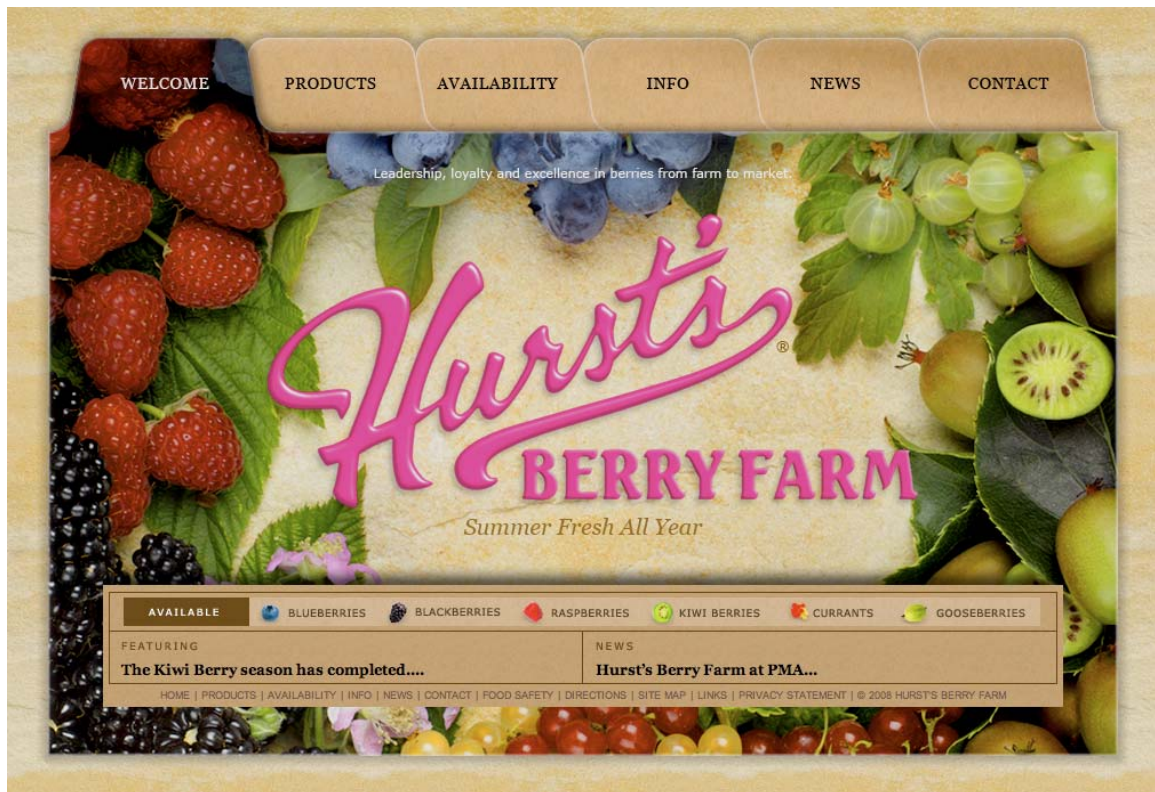 WELCOME PRODUCTS AVAILABILITY INFO NEWS CONTACT
Leadership, loyalty and excellence in berries from farm to market.
Hurst's
®
BERRY FARM
Summer Fresh All Year
AVAILABLE BLUEBERRIES BLACKBERRIES RASPBERRIES KIWI BERRIES CURRANTS GOOSEBERRIES
FEATURING
The Kiwi Berry season has completed....
NEWS
Hurst's Berry Farm at PMA...
HOME | PRODUCTS | AVAILABILITY | INFO | NEWS | CONTACT | FOOD SAFETY | DIRECTIONS | SITE MAP | LINKS | PRIVACY STATEMENT | © 2008 HURST'S BERRY FARM